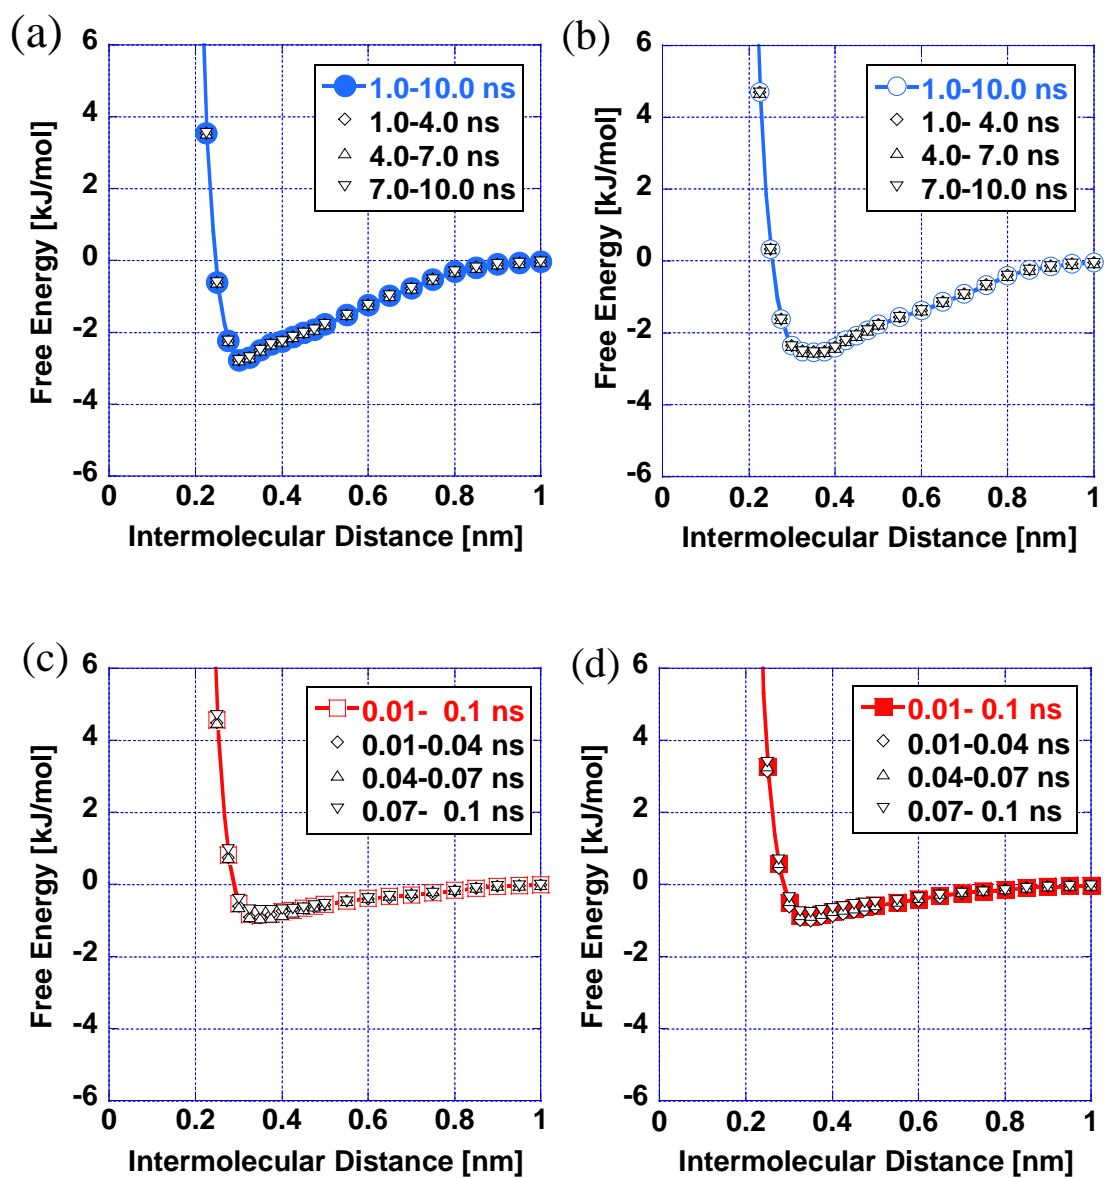 (a)
6
4
2
0
-2
-4
-6
Free Energy [kJ/mol]
1.0-10.0 ns
1.0-4.0 ns
4.0-7.0 ns
7.0-10.0 ns
0 0.2 0.4 0.6 0.8 1
Intermolecular Distance [nm]
(b)
6
4
2
0
-2
-4
-6
Free Energy [kJ/mol]
1.0-10.0 ns
1.0- 4.0 ns
4.0- 7.0 ns
7.0-10.0 ns
0 0.2 0.4 0.6 0.8 1
Intermolecular Distance [nm]
(c)
6
4
2
0
-2
-4
-6
Free Energy [kJ/mol]
0.01- 0.1 ns
0.01-0.04 ns
0.04-0.07 ns
0.07- 0.1 ns
0 0.2 0.4 0.6 0.8 1
Intermolecular Distance [nm]
(d)
6
4
2
0
-2
-4
-6
Free Energy [kJ/mol]
0.01- 0.1 ns
0.01-0.04 ns
0.04-0.07 ns
0.07- 0.1 ns
0 0.2 0.4 0.6 0.8 1
Intermolecular Distance [nm]